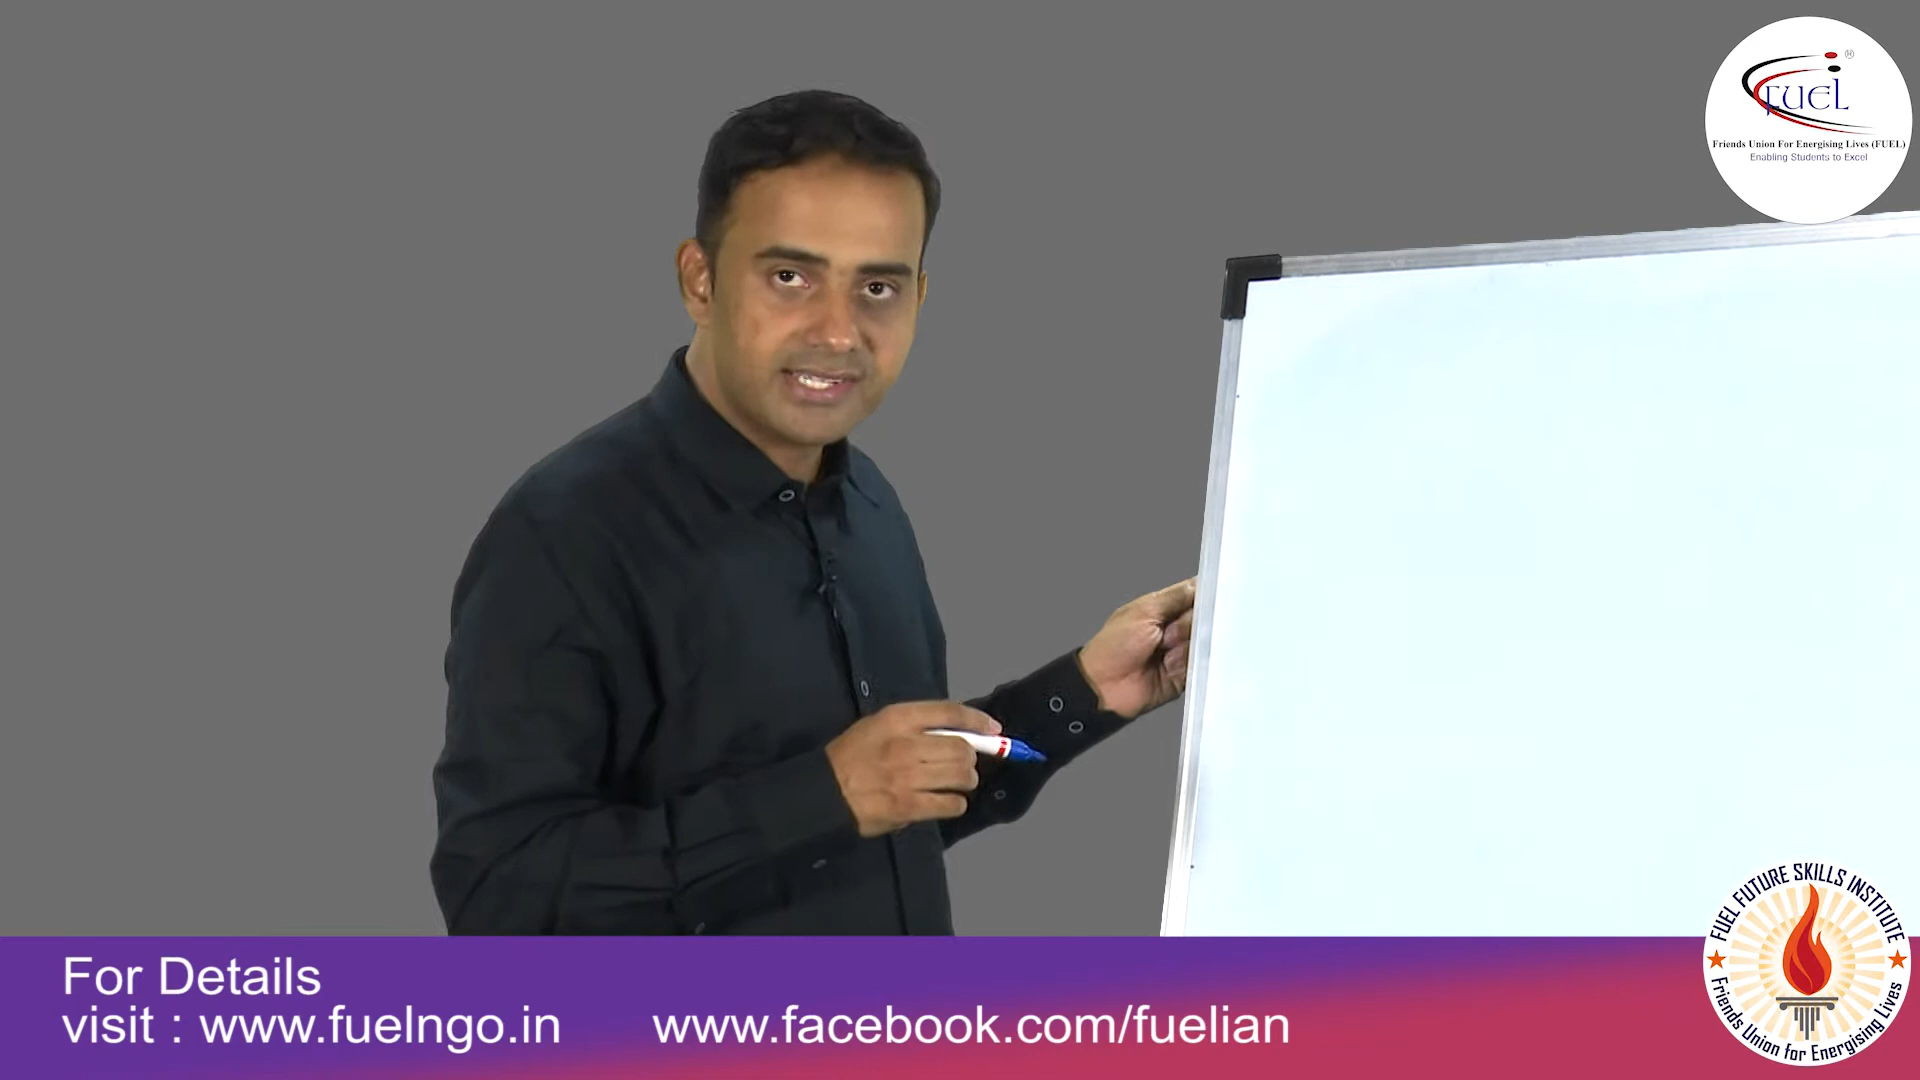 ®
FUEL
Friends Union For Energising Lives (FUEL)
Enabling Students to Excel
FUEL FUTURE SKILLS INSTITUTE
Friends Union for Energising Lives
For Details
visit : www.fuelngo.in www.facebook.com/fuelian